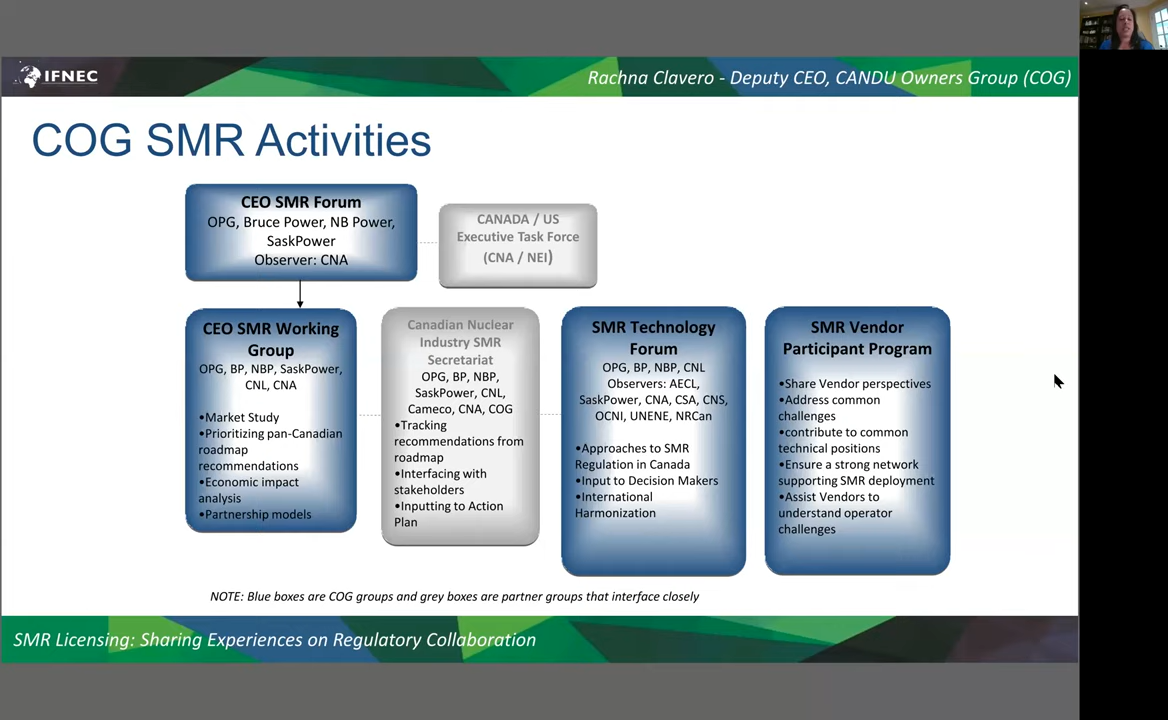 IFNEC
Rachna Clavero - Deputy CEO, CANDU Owners Group (COG)
COG SMR Activities
CEO SMR Forum
OPG, Bruce Power, NB Power,
SaskPower
Observer: CNA
CANADA / US
Executive Task Force
(CNA / NEI)
CEO SMR Working
Group
OPG, BP, NBP, SaskPower,
CNL, CNA
•Market Study
•Prioritizing pan-Canadian
roadmap
recommendations
•Economic impact
analysis
•Partnership models
Canadian Nuclear
Industry SMR
Secretariat
OPG, BP, NBP,
SaskPower, CNL,
Cameco, CNA, COG
•Tracking
recommendations from
roadmap
•Interfacing with
stakeholders
•Inputting to Action
Plan
SMR Technology
Forum
OPG, BP, NBP, CNL
Observers: AECL,
SaskPower, CNA, CSA, CNS,
OCNI, UNENE, NRCan
•Approaches to SMR
Regulation in Canada
•Input to Decision Makers
•International
Harmonization
SMR Vendor
Participant Program
•Share Vendor perspectives
•Address common
challenges
•contribute to common
technical positions
•Ensure a strong network
supporting SMR deployment
•Assist Vendors to
understand operator
challenges
NOTE: Blue boxes are COG groups and grey boxes are partner groups that interface closely
SMR Licensing: Sharing Experiences on Regulatory Collaboration